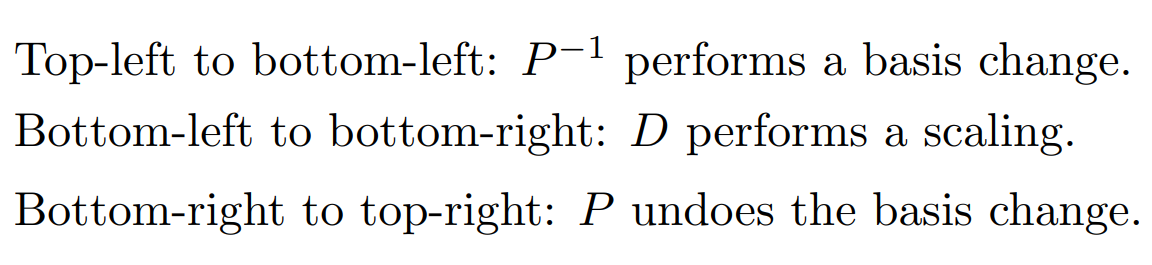 Top-left to bottom-left: $P^{-1}$ performs a basis change.
Bottom-left to bottom-right: $D$ performs a scaling.
Bottom-right to top-right: $P$ undoes the basis change.